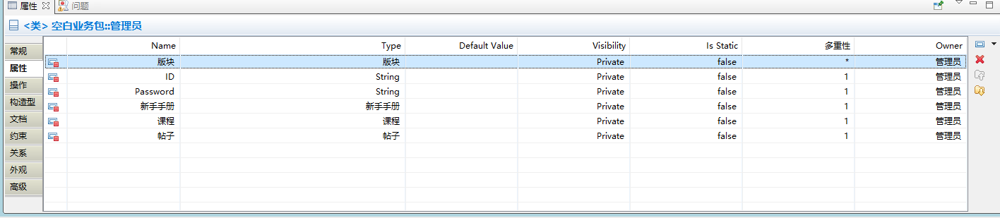 属性 问题
<类> 空白业务包::管理员
常规
属性
操作
构造型
文档
约束
关系
外观
高级
Name Type Default Value Visibility Is Static 多重性 Owner
版块 版块 Private false * 管理员
ID String Private false 1 管理员
Password String Private false 1 管理员
新手手册 新手手册 Private false 1 管理员
课程 课程 Private false 1 管理员
帖子 帖子 Private false 1 管理员